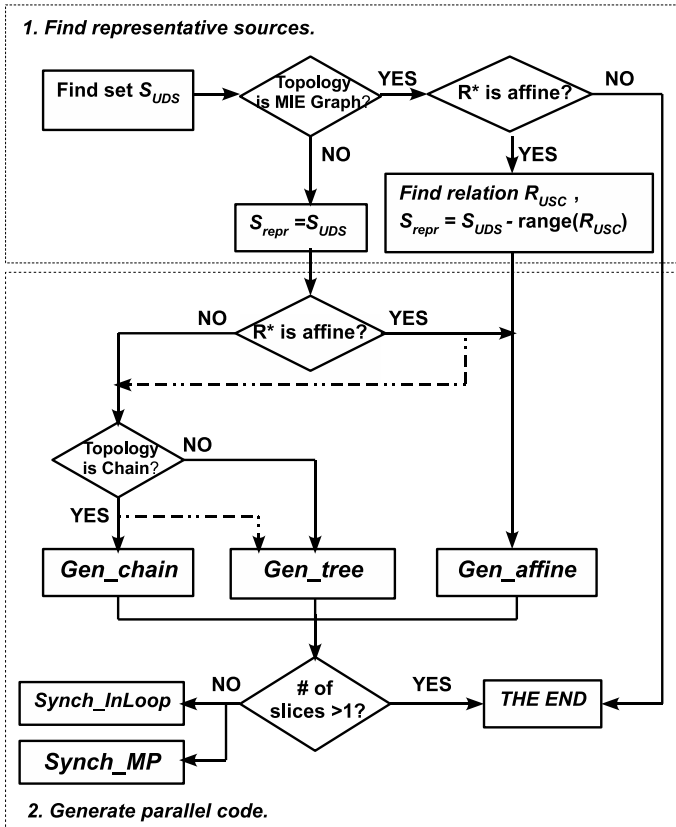 1. Find representative sources.
Find set S_UDS
Topology
is MIE Graph?
YES
R* is affine?
NO
NO
YES
S_repr =S_UDS
Find relation R_USC ,
S_repr = S_UDS - range(R_USC)
NO
R* is affine?
YES
Topology
is Chain?
NO
YES
Gen_chain
Gen_tree
Gen_affine
NO
# of
slices >1?
YES
Synch_InLoop
THE END
Synch_MP
2. Generate parallel code.